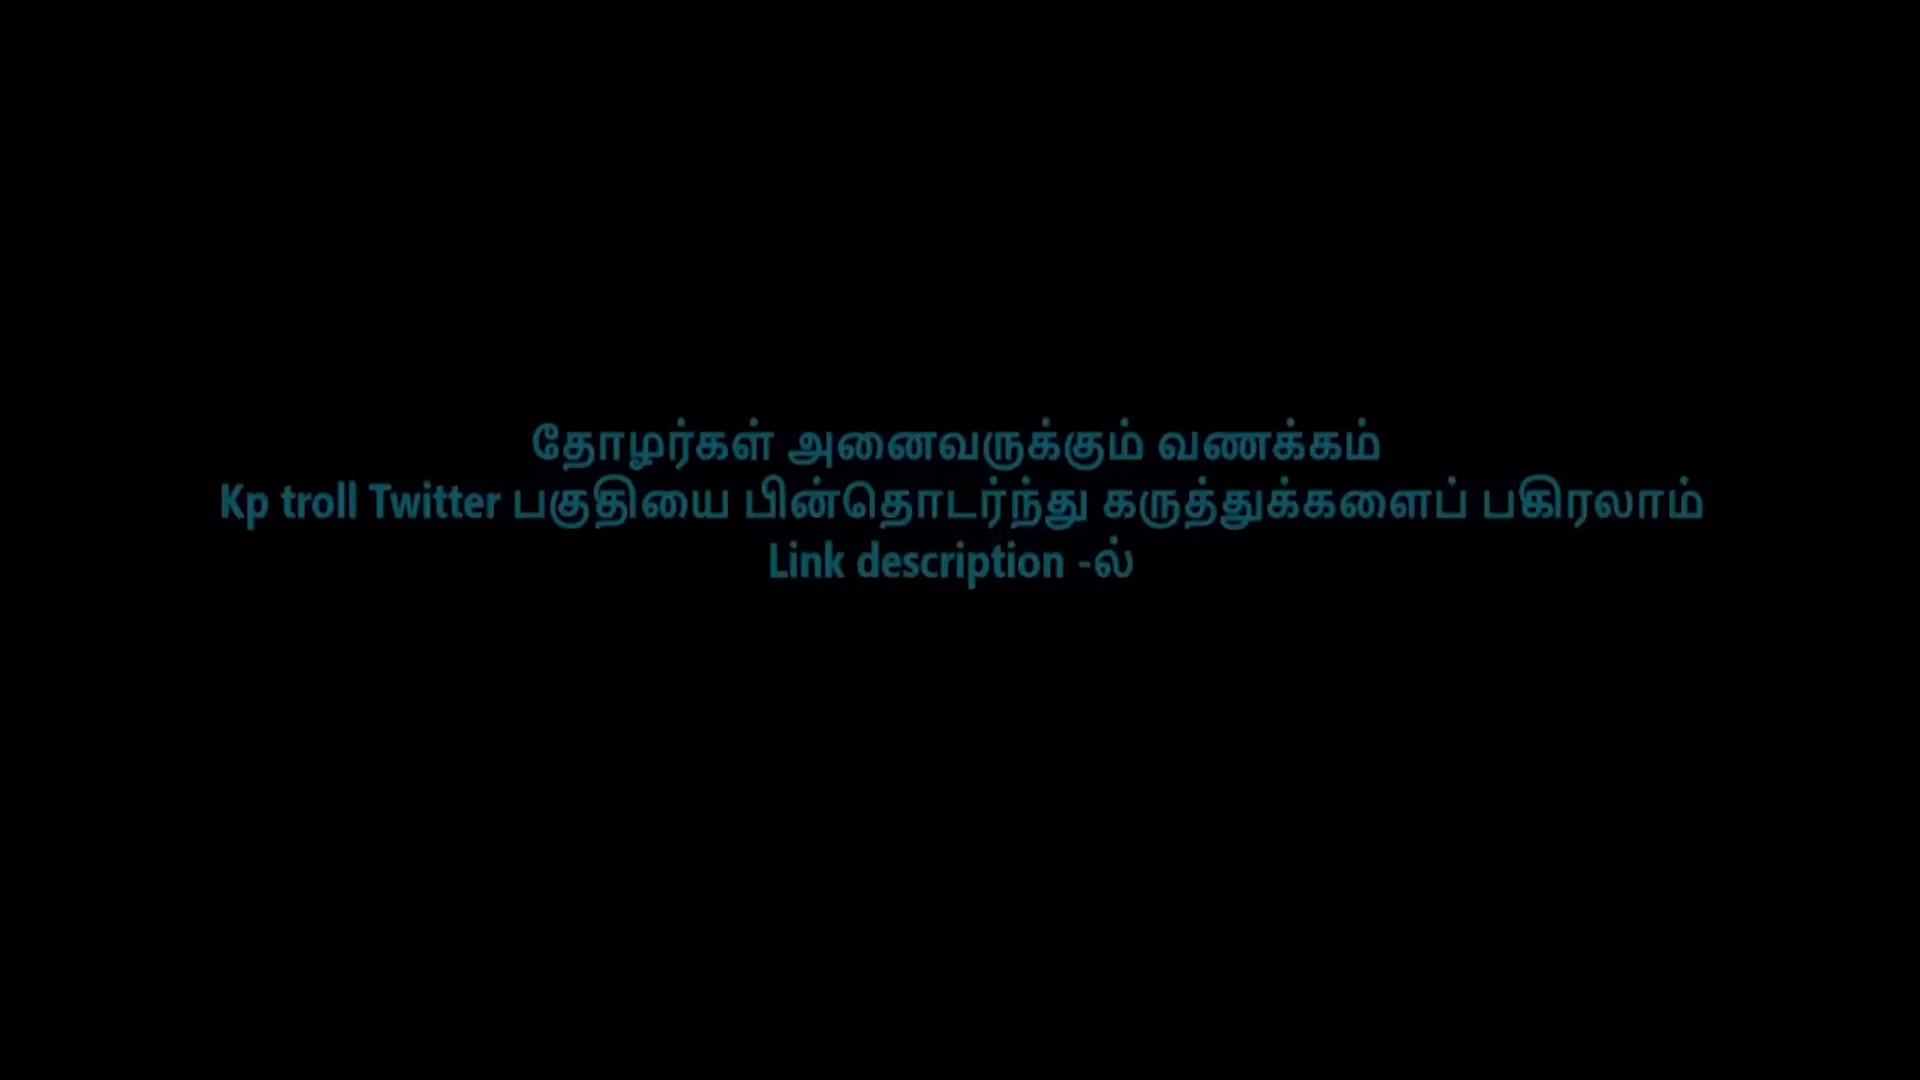 தோழர்கள் அனைவருக்கும் வணக்கம்
Kp troll Twitter பகுதியை பின்தொடர்ந்து கருத்துக்களைப் பகிரலாம்
Link description -ல்